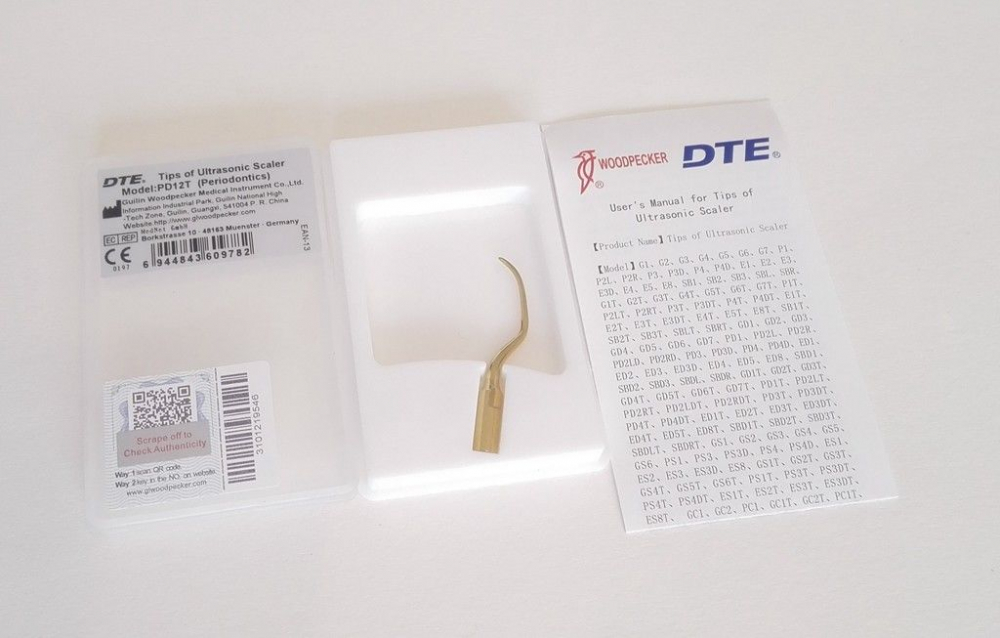 DTE. Tips of Ultrasonic Scaler
Model:PD12T (Periodontics)
Guilin Woodpecker Medical Instrument Co.,Ltd.
Information Industrial Park, Guilin National High
-Tech Zone, Guilin, Guangxi, 541004 P. R. China
Website:http://www.glwoodpecker.com
MedNet GmbH
EC REP Borkstrasse 10 · 48163 Muenster · Germany
CE 0197
6 944843 609782
EAN-13
Scrape off to
Check Authenticity
3101219546
Way 1:scan QR code
Way 2:key in the NO. on website
www.glwoodpecker.com
WOODPECKER ® DTE®
User's Manual for Tips of
Ultrasonic Scaler
【Product Name】Tips of Ultrasonic Scaler
【Model】G1、G2、G3、G4、G5、G6、G7、P1、
P2L、P2R、P3、P3D、P4、P4D、E1、E2、E3、
E3D、E4、E5、E8、SB1、SB2、SB3、SBL、SBR、
G1T、G2T、G3T、G4T、G5T、G6T、G7T、P1T、
P2LT、P2RT、P3T、P3DT、P4T、P4DT、E1T、
E2T、E3T、E3DT、E4T、E5T、E8T、SB1T、
SB2T、SB3T、SBLT、SBRT、GD1、GD2、GD3、
GD4、GD5、GD6、GD7、PD1、PD2L、PD2R、
PD2LD、PD2RD、PD3、PD3D、PD4、PD4D、ED1、
ED2、ED3、ED3D、ED4、ED5、ED8、SBD1、
SBD2、SBD3、SBDL、SBDR、GD1T、GD2T、GD3T、
GD4T、GD5T、GD6T、GD7T、PD1T、PD2LT、
PD2RT、PD2LDT、PD2RDT、PD3T、PD3DT、
PD4T、PD4DT、ED1T、ED2T、ED3T、ED3DT、
ED4T、ED5T、ED8T、SBD1T、SBD2T、SBD3T、
SBDLT、SBDRT、GS1、GS2、GS3、GS4、GS5、
GS6、PS1、PS3、PS3D、PS4、PS4D、ES1、
ES2、ES3、ES3D、ES8、GS1T、GS2T、GS3T、
GS4T、GS5T、GS6T、PS1T、PS3T、PS3DT、
PS4T、PS4DT、ES1T、ES2T、ES3T、ES3DT、
ES8T、 GC1、GC2、PC1、GC1T、GC2T、PC1T、